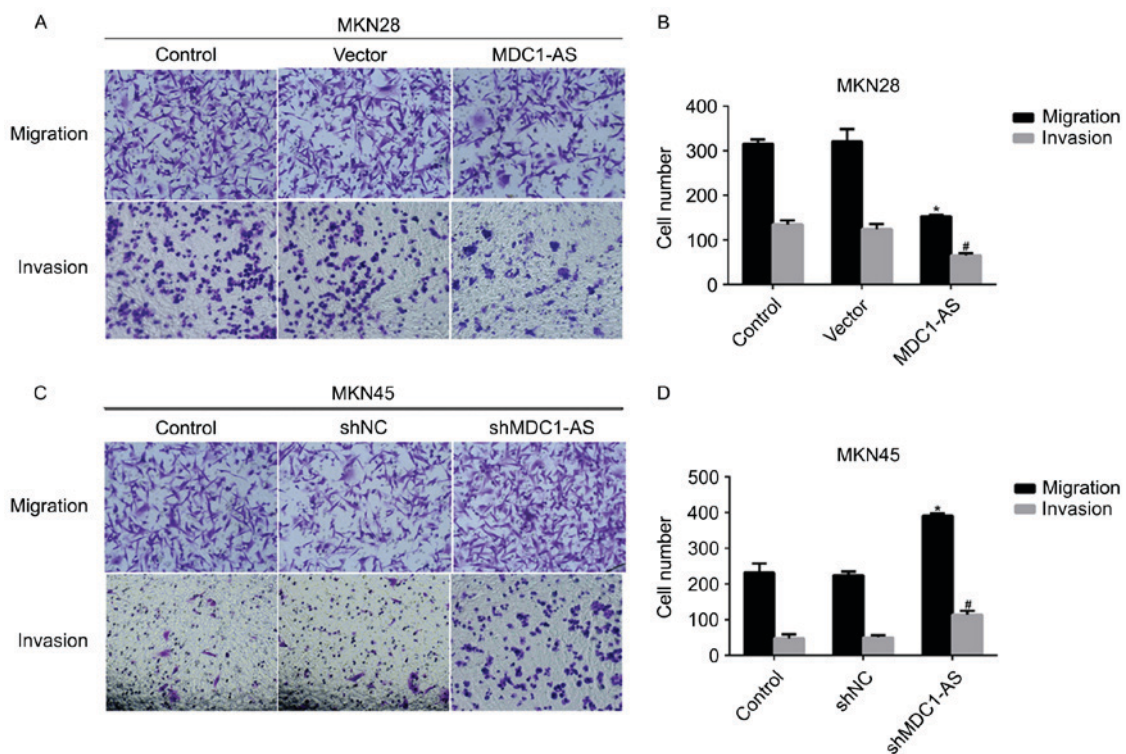 A
MKN28
Control Vector MDC1-AS
Migration
Invasion
B
MKN28
Migration
Invasion
Cell number
400
300
200
100
0
*
#
Control
Vector
MDC1-AS
C
MKN45
Control shNC shMDC1-AS
Migration
Invasion
D
MKN45
Migration
Invasion
Cell number
500
400
300
200
100
0
*
#
Control
shNC
shMDC1-AS